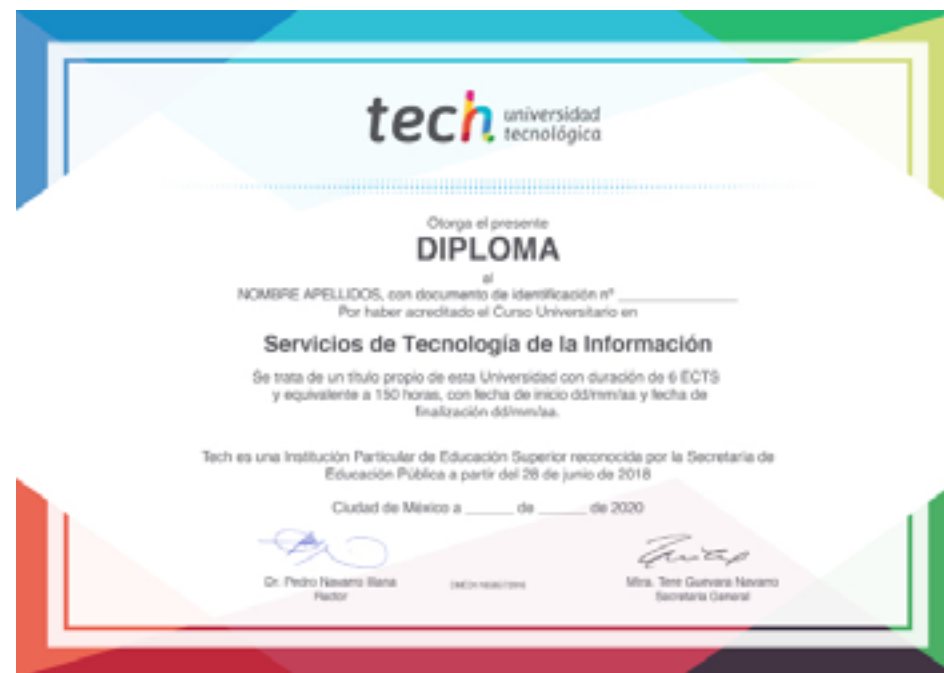 tech universidad
tecnológica
Otorga el presente
DIPLOMA
al
NOMBRE APELLIDOS, con documento de identificación nº ______________
Por haber acreditado el Curso Universitario en
Servicios de Tecnología de la Información
Se trata de un título propio de esta Universidad con duración de 6 ECTS
y equivalente a 150 horas, con fecha de inicio dd/mm/aa y fecha de
finalización dd/mm/aa.
Tech es una Institución Particular de Educación Superior reconocida por la Secretaría de
Educación Pública a partir del 28 de junio de 2018
Ciudad de México a ______ de ______ de 2020
Dr. Pedro Navarro Illana
Rector
Mtra. Tere Guevara Navarro
Secretaria General